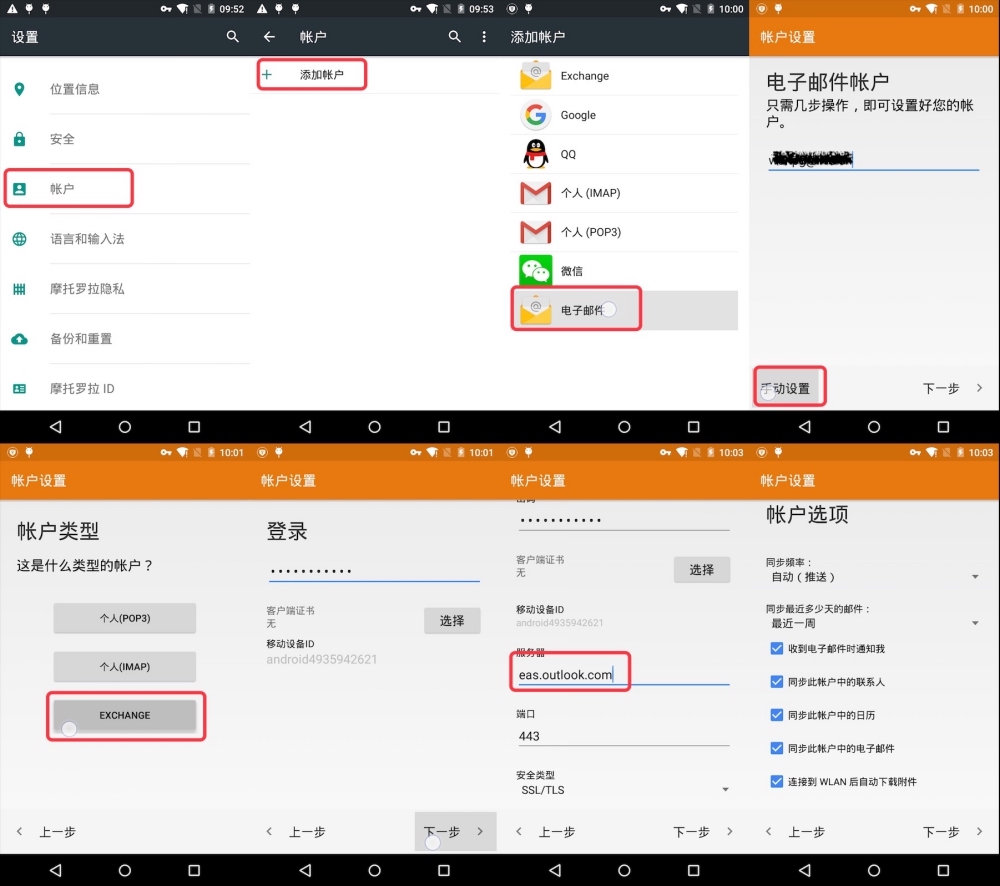 09:52
设置
位置信息
安全
帐户
语言和输入法
摩托罗拉隐私
备份和重置
摩托罗拉 ID
09:53
帐户
添加帐户
10:00
添加帐户
Exchange
Google
QQ
个人 (IMAP)
个人 (POP3)
微信
电子邮件
10:00
帐户设置
电子邮件帐户
只需几步操作，即可设置好您的帐
户。
手动设置
下一步
10:01
帐户设置
帐户类型
这是什么类型的帐户？
个人(POP3)
个人(IMAP)
EXCHANGE
上一步
10:01
帐户设置
登录
客户端证书
无
选择
移动设备ID
android4935942621
上一步
下一步
10:03
帐户设置
客户端证书
无
选择
移动设备ID
android4935942621
服务器
eas.outlook.com
端口
443
安全类型
SSL/TLS
上一步
下一步
10:03
帐户设置
帐户选项
同步频率：
自动（推送）
同步最近多少天的邮件：
最近一周
收到电子邮件时通知我
同步此帐户中的联系人
同步此帐户中的日历
同步此帐户中的电子邮件
连接到 WLAN 后自动下载附件
上一步
下一步